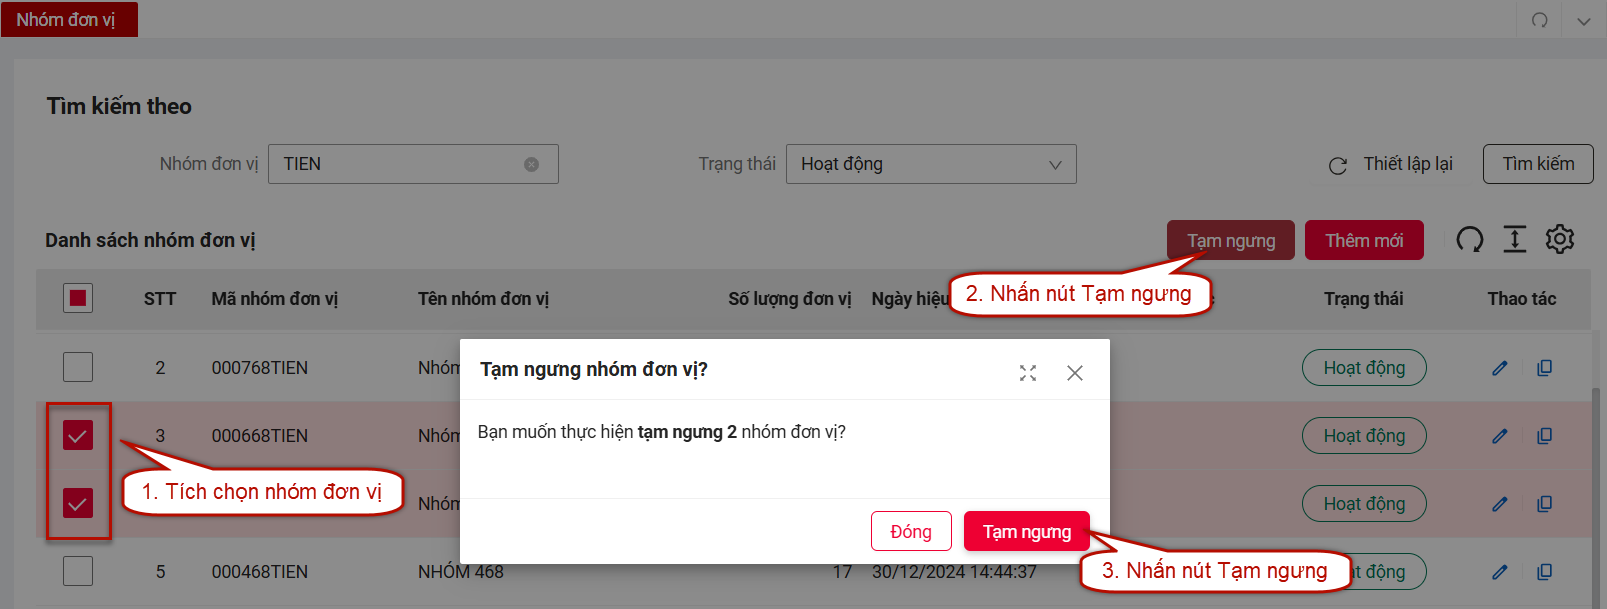 Nhóm đơn vị
Tìm kiếm theo
Nhóm đơn vị TIEN Trạng thái Hoạt động Thiết lập lại Tìm kiếm
Danh sách nhóm đơn vị Tạm ngưng Thêm mới
2. Nhấn nút Tạm ngưng
STT Mã nhóm đơn vị Tên nhóm đơn vị Số lượng đơn vị Ngày hiệu Trạng thái Thao tác
2 000768TIEN Nhóm Hoạt động
Tạm ngưng nhóm đơn vị?
3 000668TIEN Nhóm Hoạt động
Bạn muốn thực hiện tạm ngưng 2 nhóm đơn vị?
1. Tích chọn nhóm đơn vị
Nhóm Hoạt động
Đóng Tạm ngưng
3. Nhấn nút Tạm ngưng
5 000468TIEN NHÓM 468 17 30/12/2024 14:44:37 động